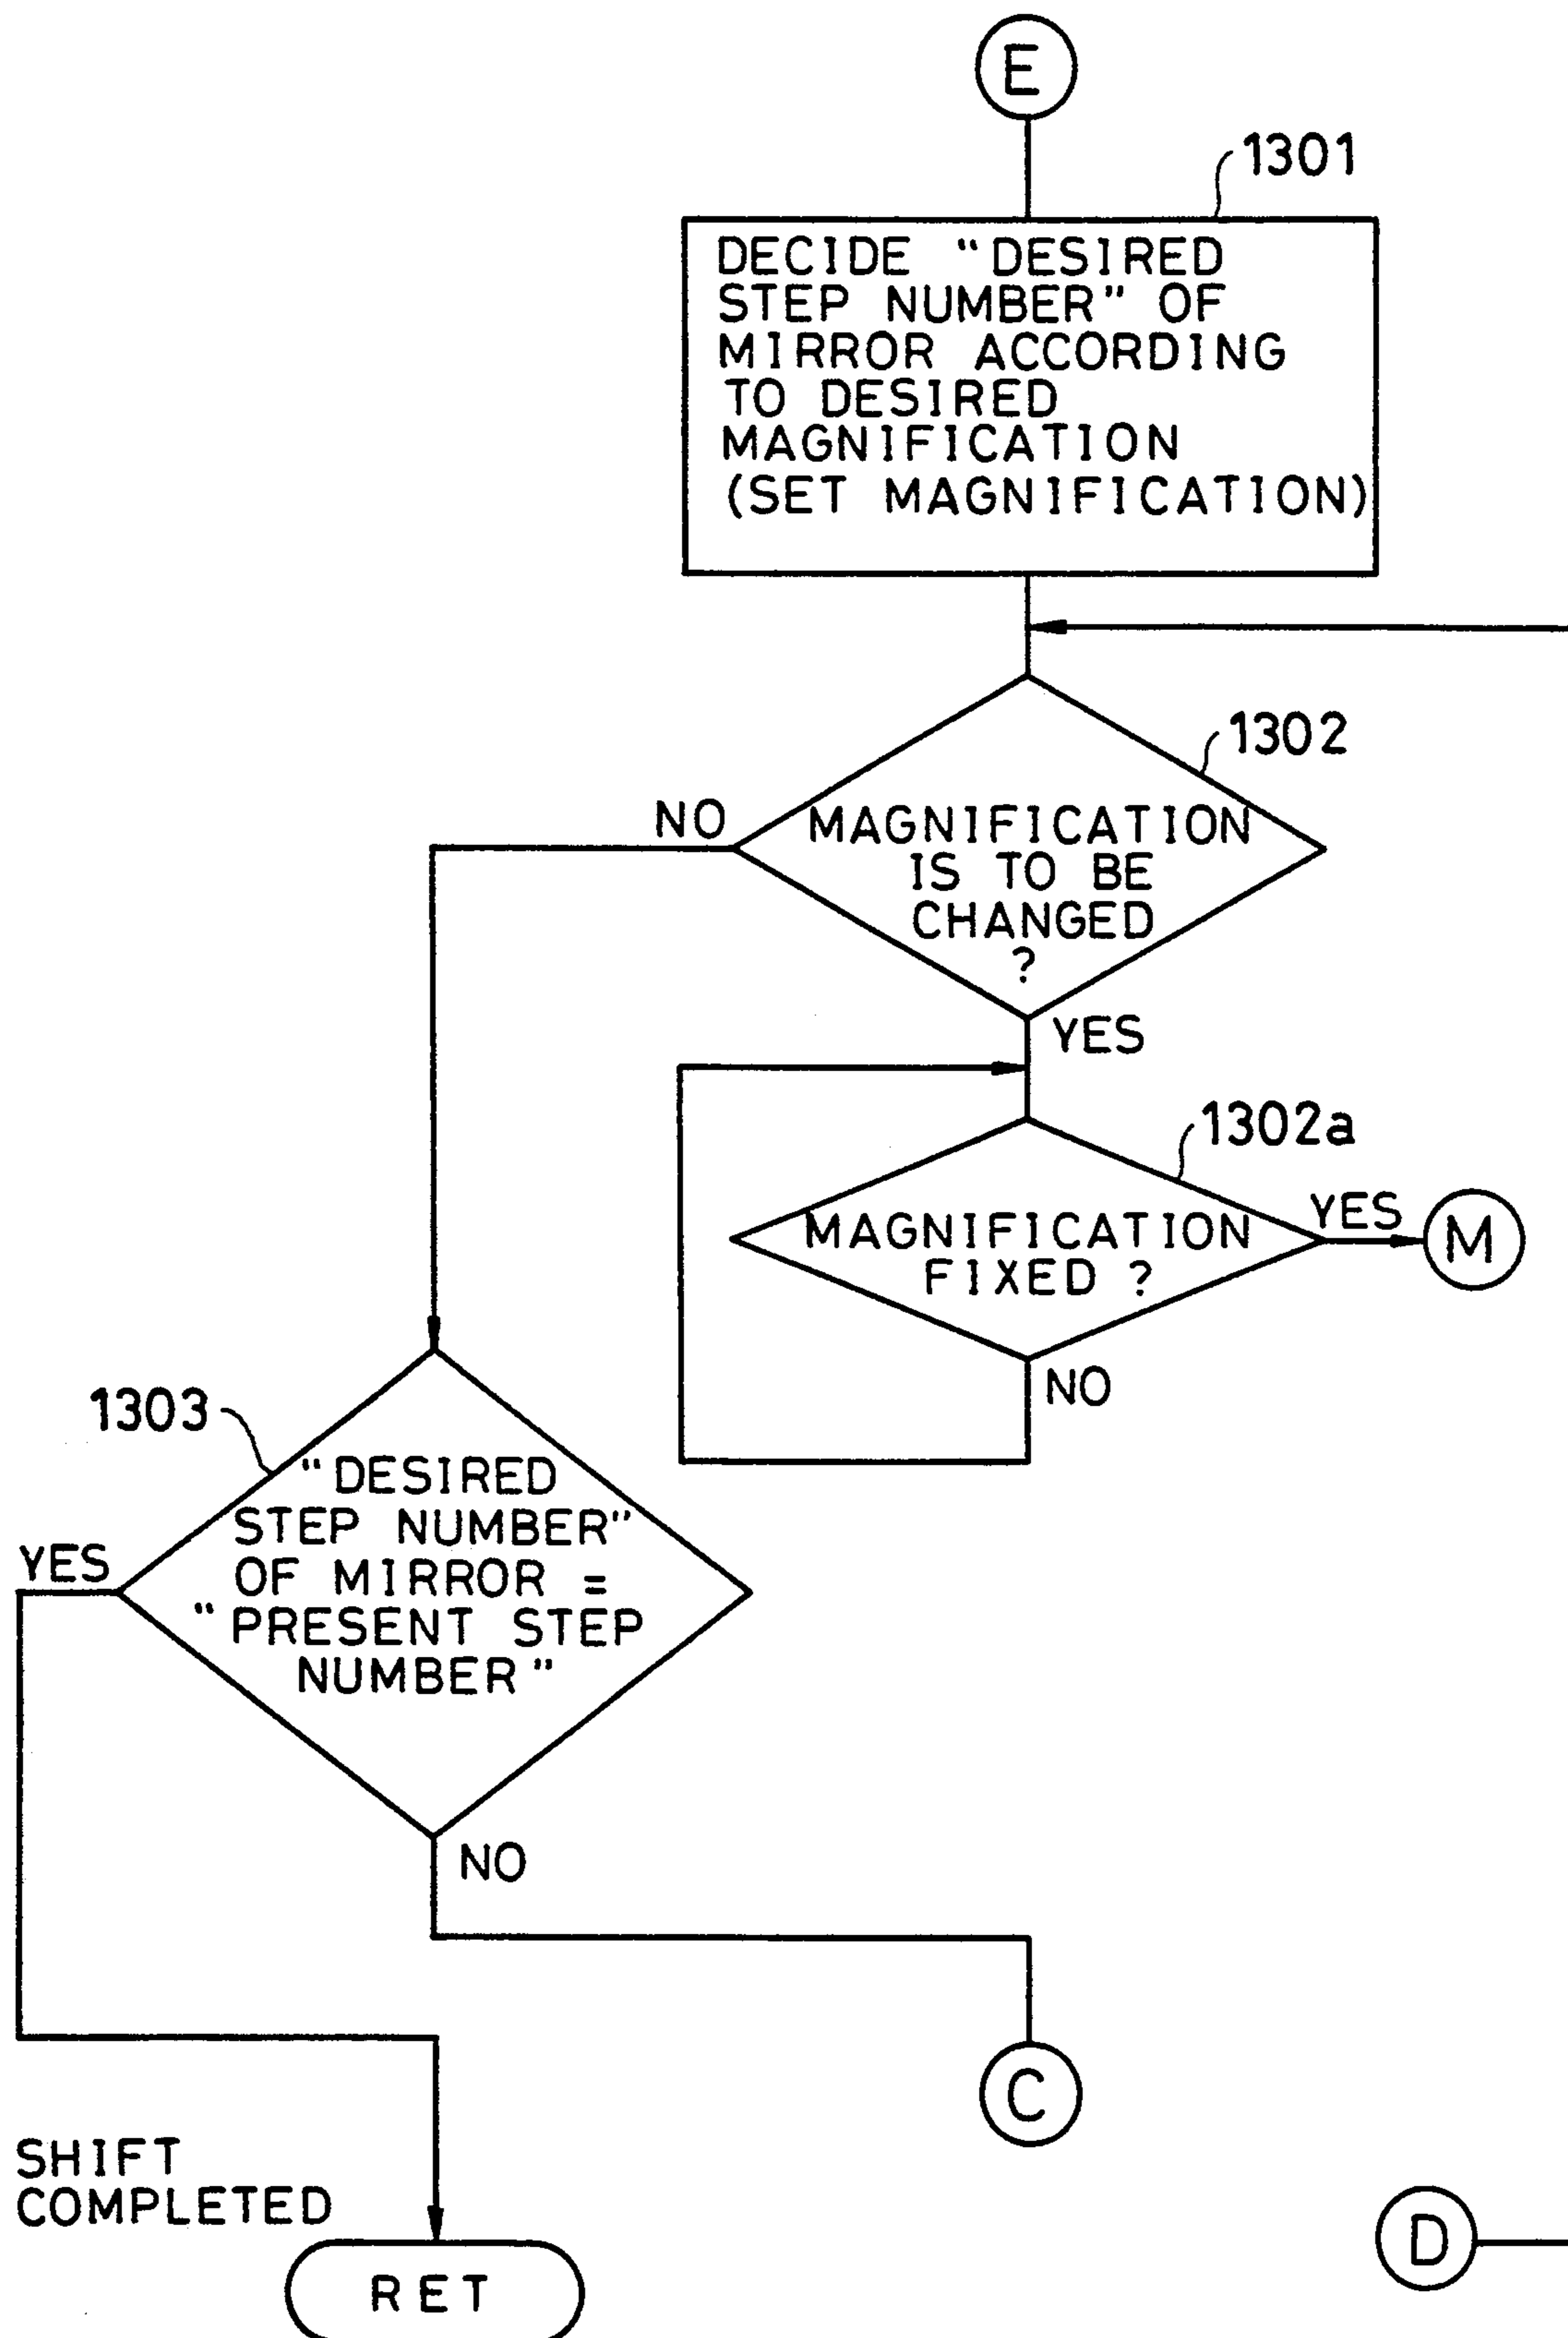 E
1301
DECIDE "DESIRED
STEP NUMBER" OF
MIRROR ACCORDING
TO DESIRED
MAGNIFICATION
(SET MAGNIFICATION)
1302
NO
MAGNIFICATION
IS TO BE
CHANGED
?
YES
1302a
MAGNIFICATION
FIXED ?
YES
M
NO
1303
"DESIRED
STEP NUMBER"
OF MIRROR =
"PRESENT STEP
NUMBER"
YES
NO
C
SHIFT
COMPLETED
D
RET